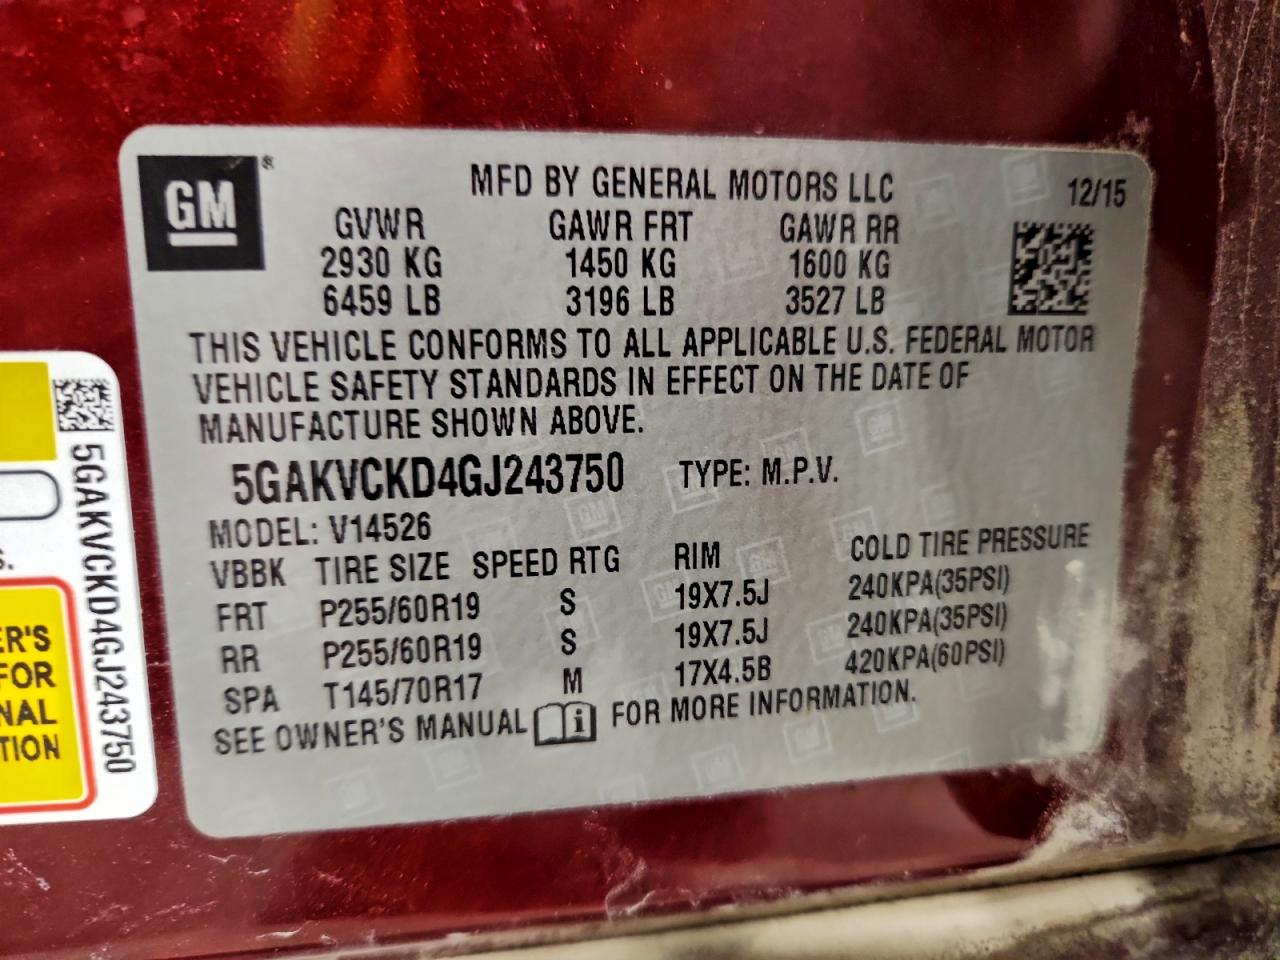 GM®
MFD BY GENERAL MOTORS LLC 12/15
GVWR GAWR FRT GAWR RR
2930 KG 1450 KG 1600 KG
6459 LB 3196 LB 3527 LB
THIS VEHICLE CONFORMS TO ALL APPLICABLE U.S. FEDERAL MOTOR
VEHICLE SAFETY STANDARDS IN EFFECT ON THE DATE OF
MANUFACTURE SHOWN ABOVE.
5GAKVCKD4GJ243750 TYPE: M.P.V.
MODEL: V14526
VBBK TIRE SIZE SPEED RTG RIM COLD TIRE PRESSURE
FRT P255/60R19 S 19X7.5J 240KPA(35PSI)
RR P255/60R19 S 19X7.5J 240KPA(35PSI)
SPA T145/70R17 M 17X4.5B 420KPA(60PSI)
SEE OWNER'S MANUAL i FOR MORE INFORMATION.
5GAKVCKD4GJ243750
S.
ER'S
FOR
NAL
TION